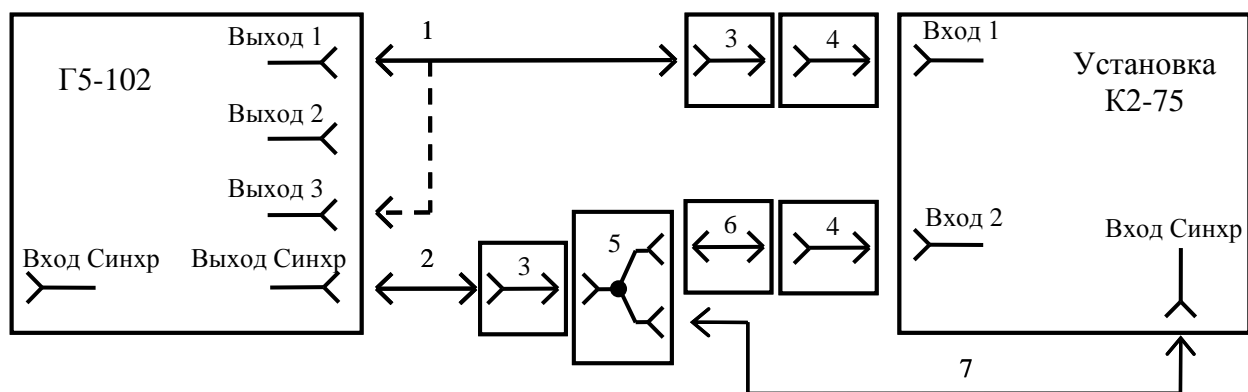 Г5-102
Выход 1
Выход 2
Выход 3
Вход Синхр
Выход Синхр
1
2
3
4
3
5
6
4
7
Вход 1
Установка
К2-75
Вход 2
Вход Синхр